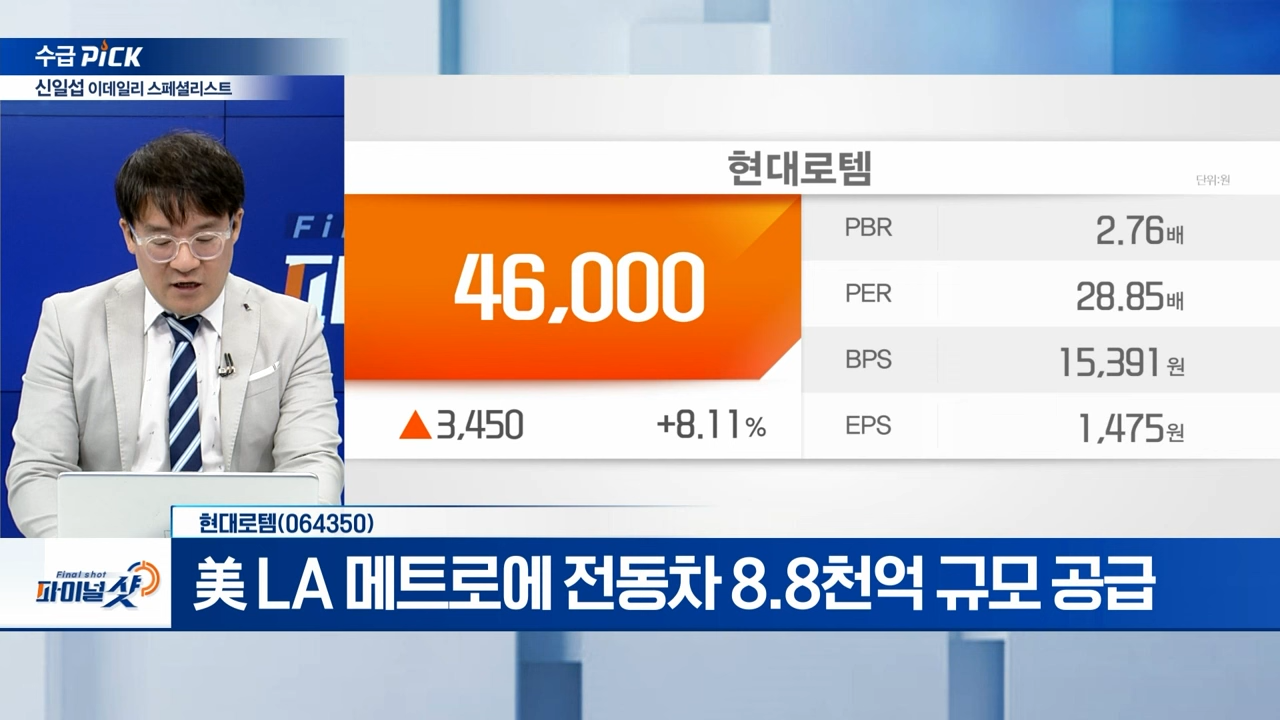 수급 PiCK
신일섭 이데일리 스페셜리스트
Fi
현대로템
단위:원
46,000
▲3,450 +8.11%
PBR 2.76배
PER 28.85배
BPS 15,391원
EPS 1,475원
현대로템(064350)
Final shot
파이널샷
美 LA 메트로에 전동차 8.8천억 규모 공급